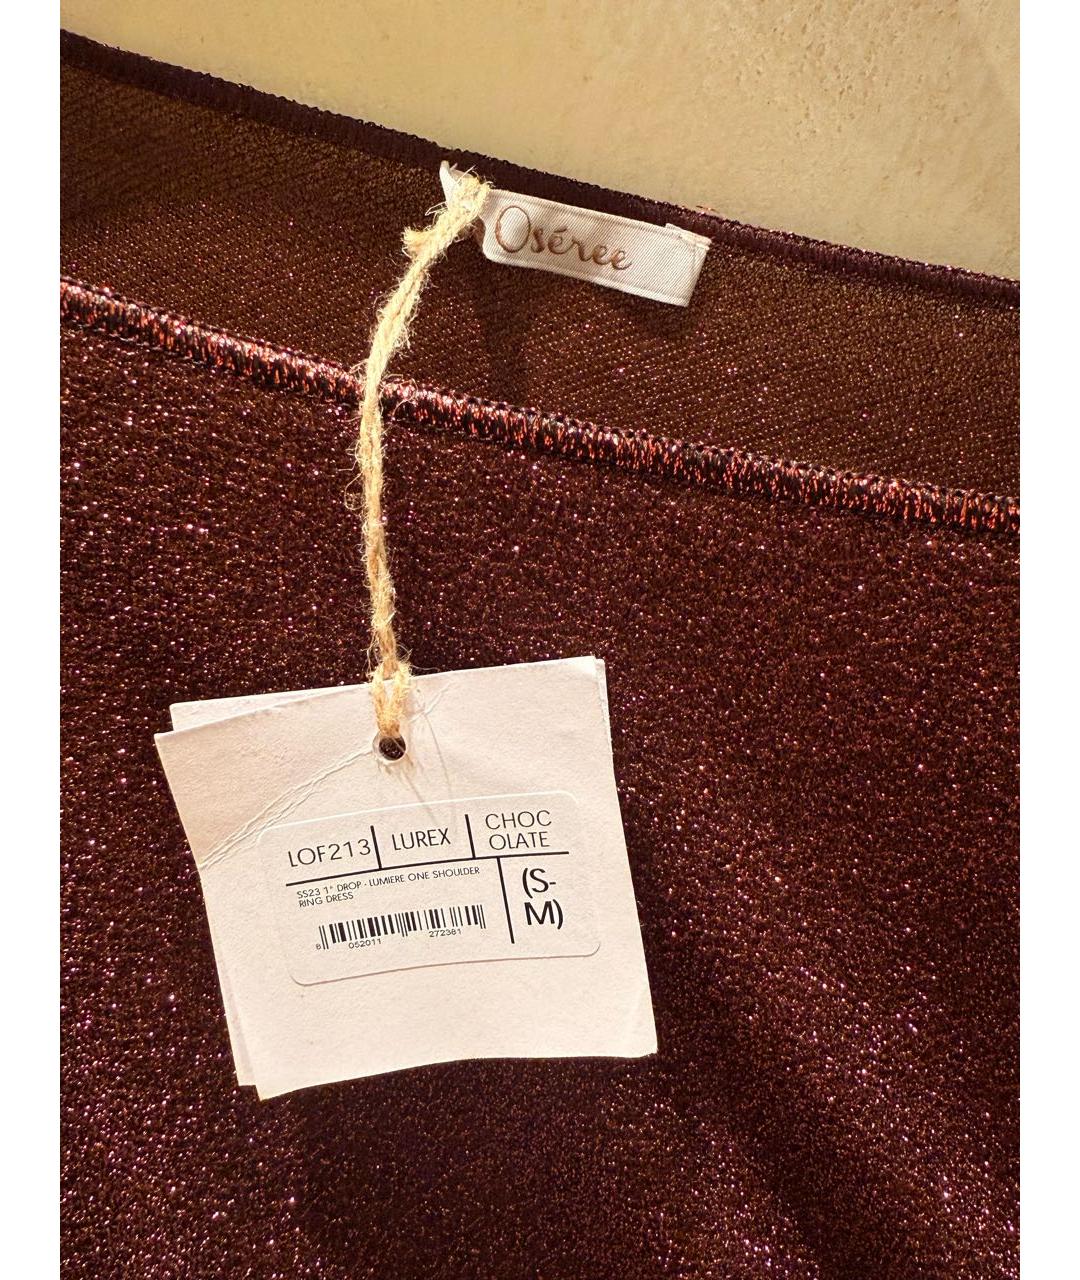 Oséree
LOF213 LUREX CHOC
OLATE
SS23 1° DROP - LUMIERE ONE SHOULDER
RING DRESS
(S-
M)
8 052011 272381